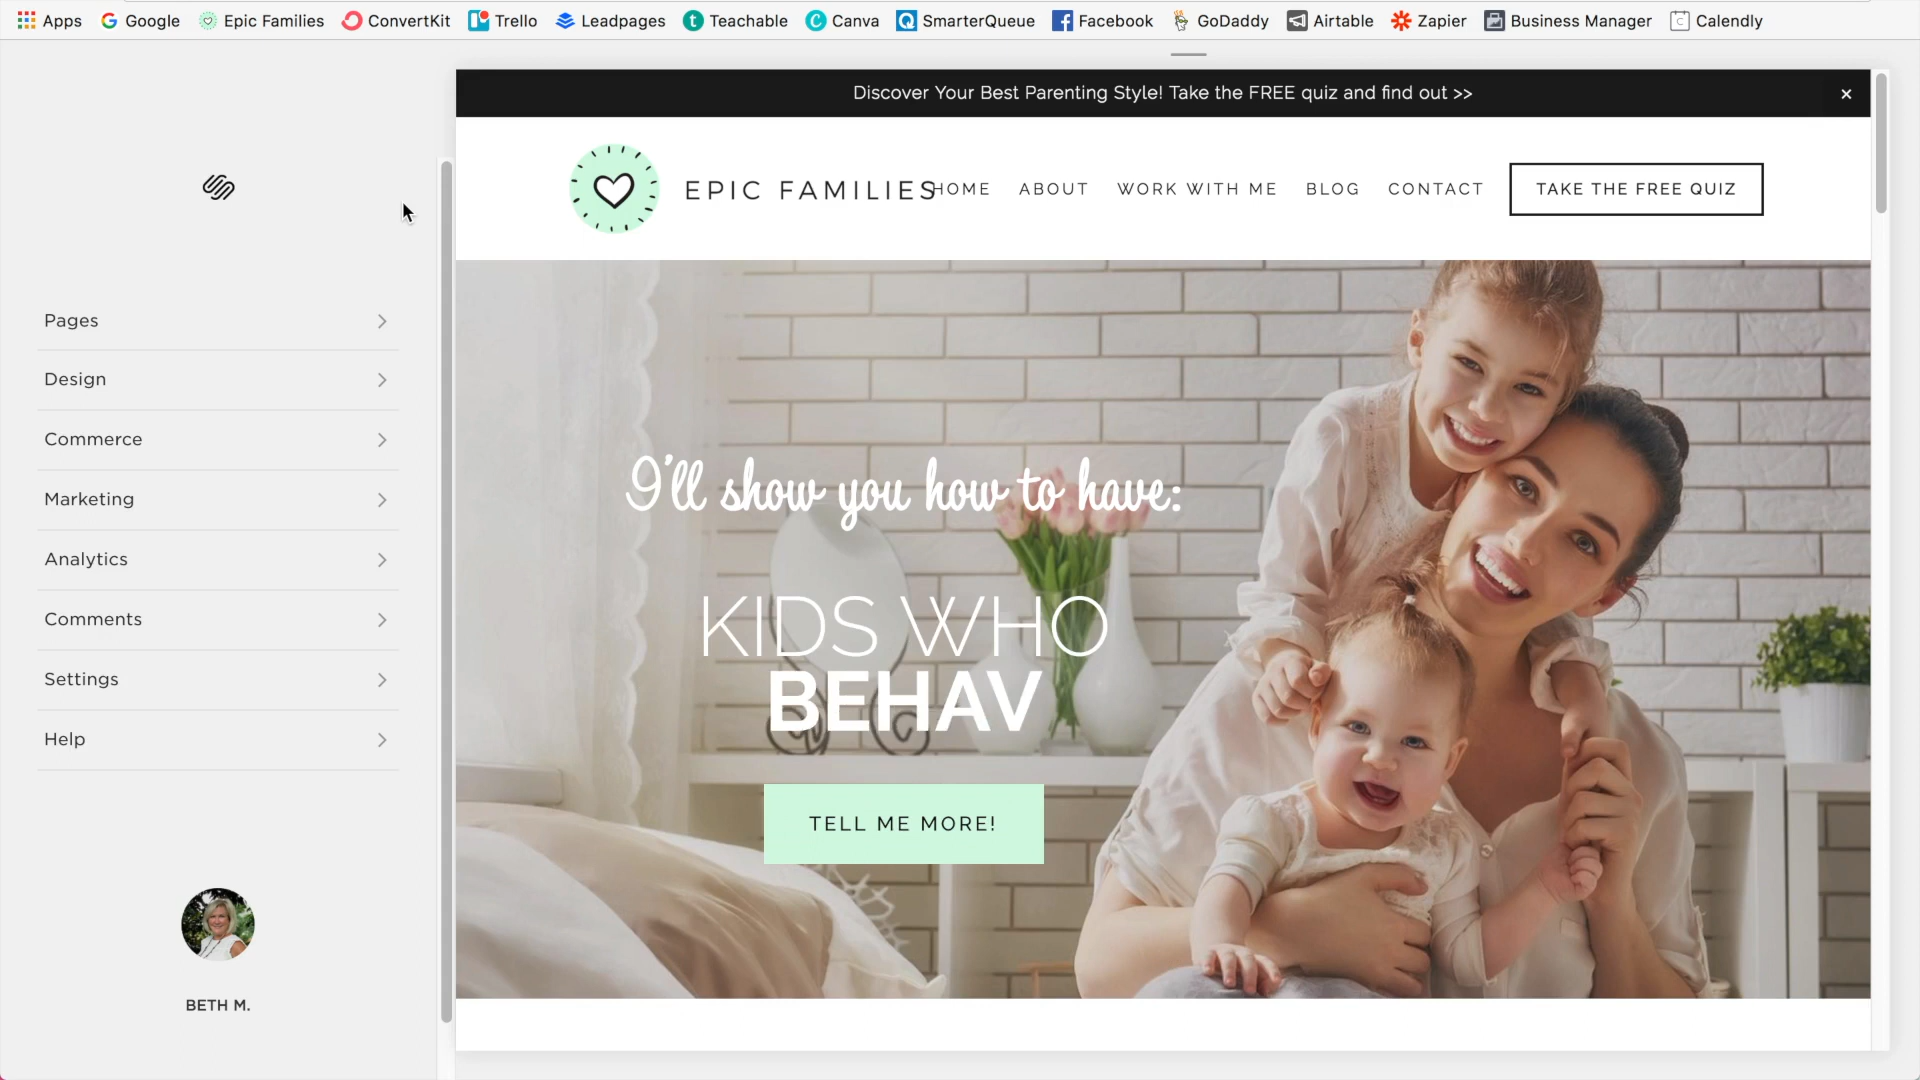 Apps Google Epic Families ConvertKit Trello Leadpages Teachable Canva SmarterQueue Facebook GoDaddy Airtable Zapier Business Manager Calendly
Discover Your Best Parenting Style! Take the FREE quiz and find out >>
EPIC FAMILIES
HOME ABOUT WORK WITH ME BLOG CONTACT TAKE THE FREE QUIZ
Pages
Design
Commerce
Marketing
Analytics
Comments
Settings
Help
BETH M.
I'll show you how to have:
KIDS WHO
BEHAV
TELL ME MORE!